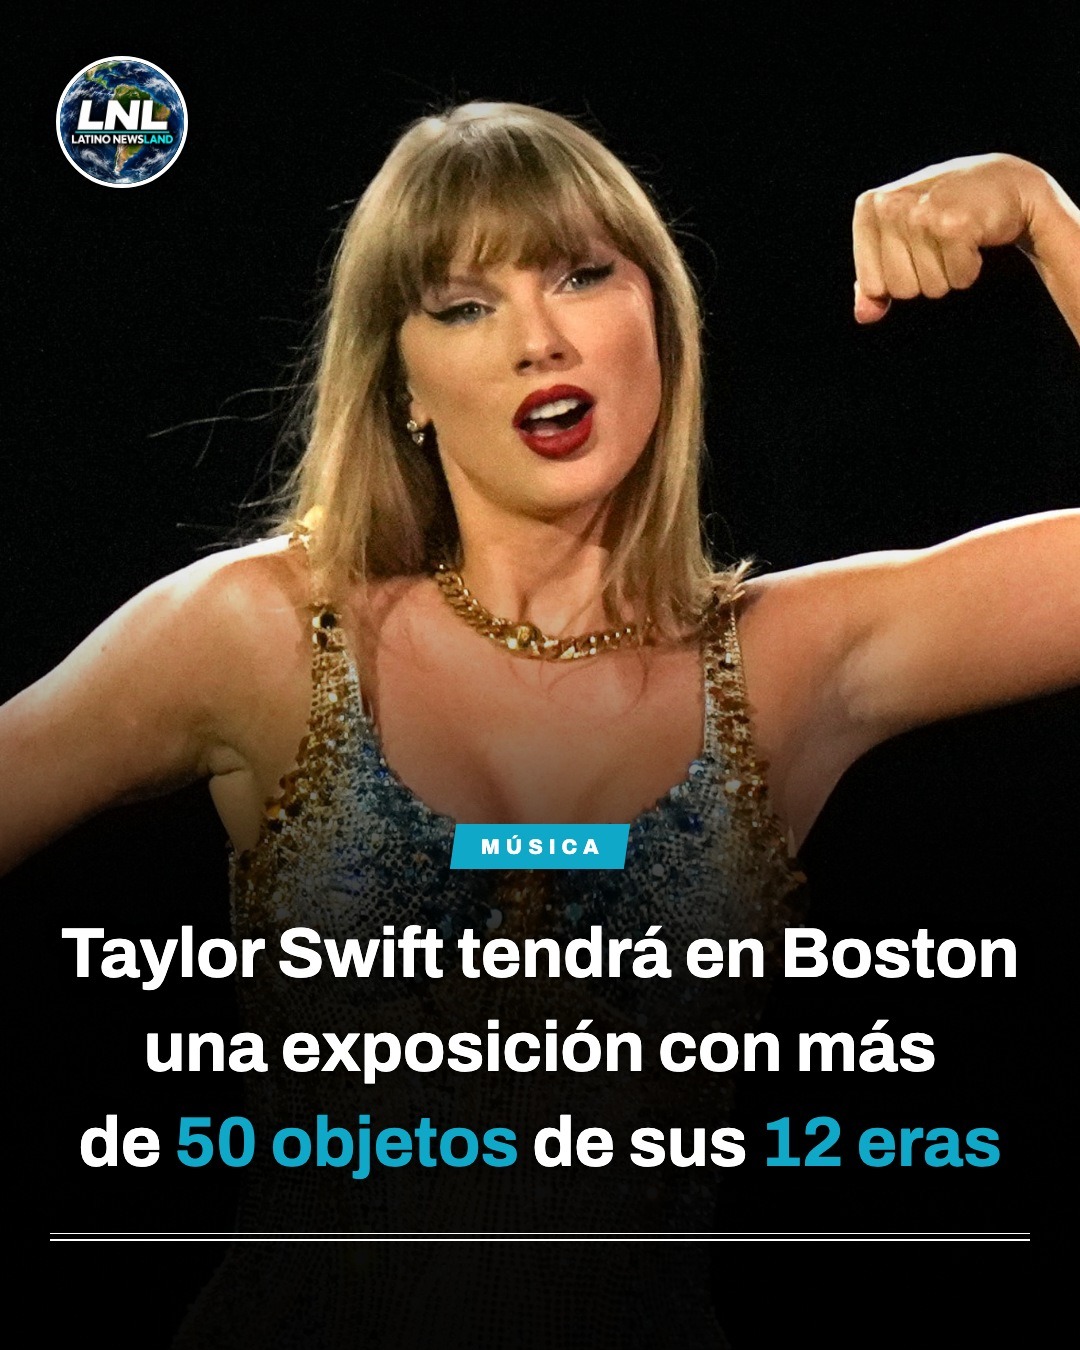 LNL
LATINO NEWSLAND
MÚSICA
Taylor Swift tendrá en Boston
una exposición con más
de 50 objetos de sus 12 eras